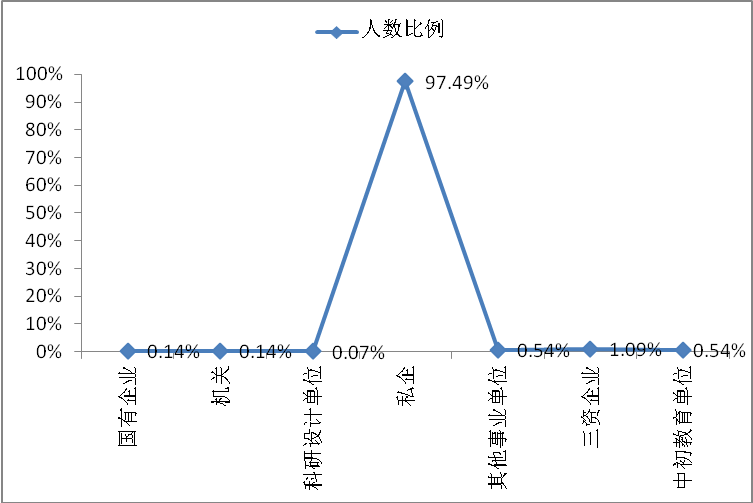 人数比例
100%
90%
80%
70%
60%
50%
40%
30%
20%
10%
0%
97.49%
0.14%
0.14%
0.07%
0.54%
1.09%
0.54%
国有企业
机关
科研设计单位
私企
其他事业单位
三资企业
中初教育单位